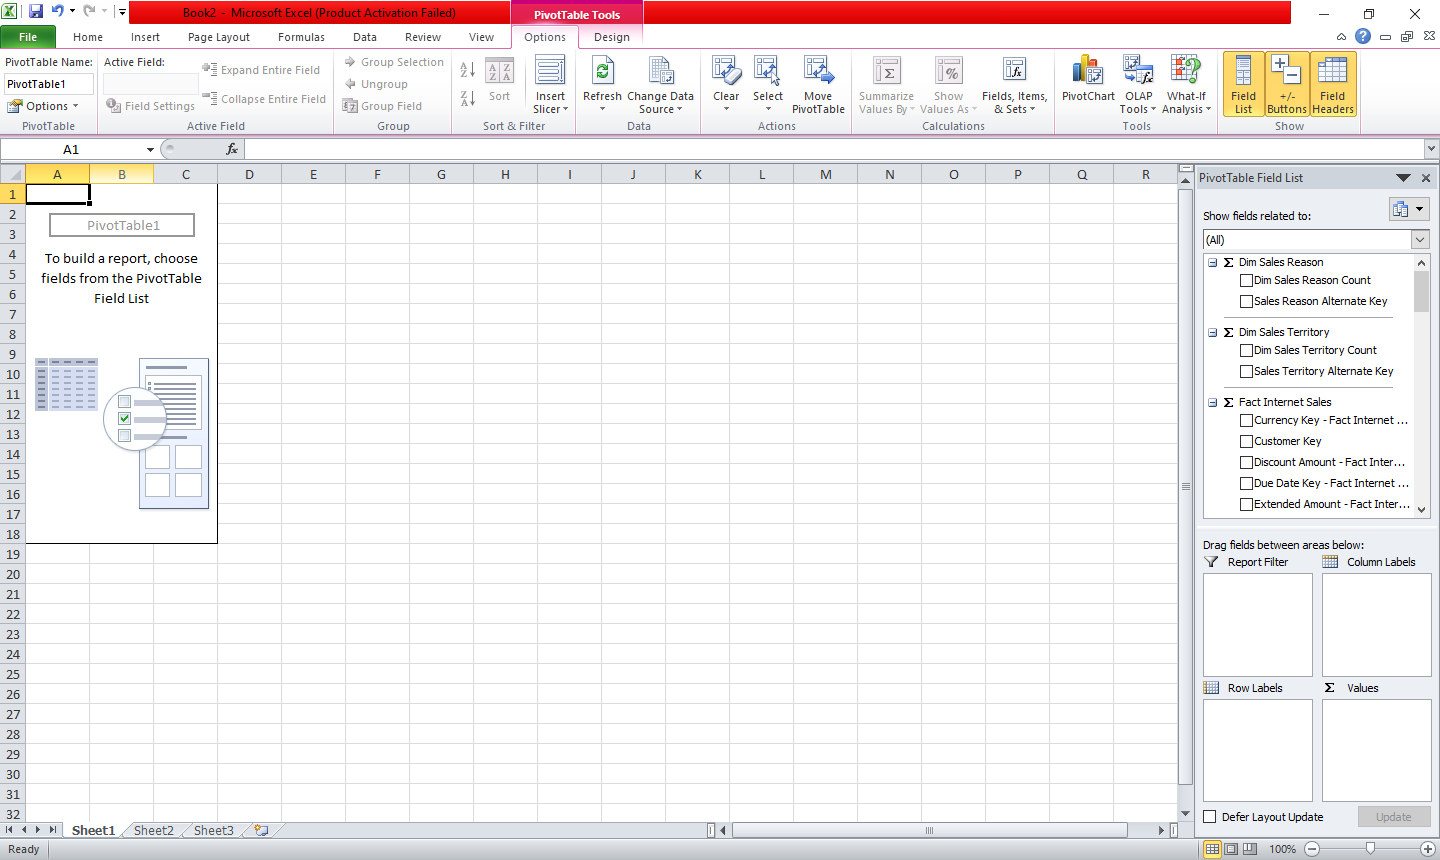 Book2 - Microsoft Excel (Product Activation Failed)
PivotTable Tools
File Home Insert Page Layout Formulas Data Review View Options Design
PivotTable Name:
PivotTable1
Options
PivotTable
Active Field:
Field Settings
Expand Entire Field
Collapse Entire Field
Active Field
Group Selection
Ungroup
Group Field
Group
Sort
Insert Slicer
Sort & Filter
Refresh
Change Data Source
Data
Clear
Select
Move PivotTable
Actions
Summarize Values By
Show Values As
Fields, Items, & Sets
Calculations
PivotChart
OLAP Tools
What-If Analysis
Tools
Field List
+/- Buttons
Field Headers
Show
A1
fx
A B C D E F G H I J K L M N O P Q R
1
2
3
4
5
6
7
8
9
10
11
12
13
14
15
16
17
18
19
20
21
22
23
24
25
26
27
28
29
30
31
32
PivotTable1
To build a report, choose
fields from the PivotTable
Field List
PivotTable Field List
Show fields related to:
(All)
Σ Dim Sales Reason
Dim Sales Reason Count
Sales Reason Alternate Key
Σ Dim Sales Territory
Dim Sales Territory Count
Sales Territory Alternate Key
Σ Fact Internet Sales
Currency Key - Fact Internet ...
Customer Key
Discount Amount - Fact Inter...
Due Date Key - Fact Internet ...
Extended Amount - Fact Inter...
Drag fields between areas below:
Report Filter
Column Labels
Row Labels
Σ Values
Defer Layout Update
Update
Sheet1 Sheet2 Sheet3
Ready
100%